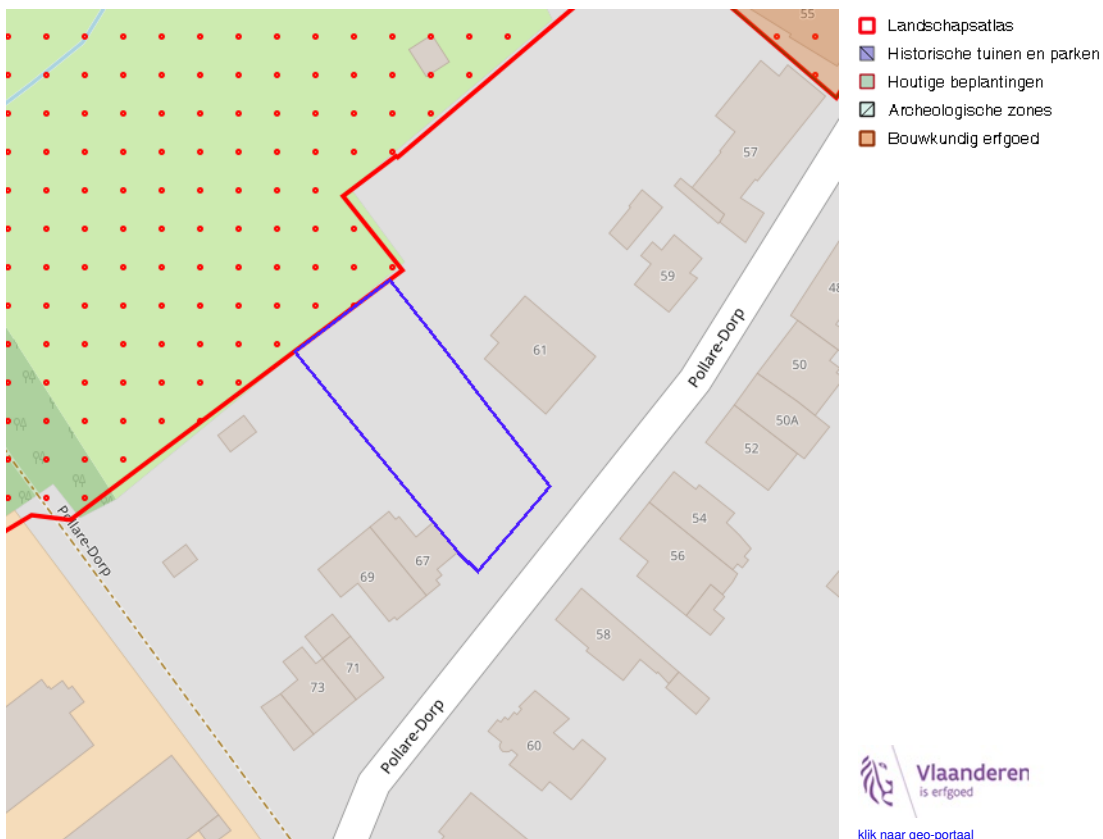 Landschapsatlas
Historische tuinen en parken
Houtige beplantingen
Archeologische zones
Bouwkundig erfgoed
55
57
59
61
Pollare-Dorp
48
50
50A
52
54
56
67
69
Pollare-Dorp
58
71
73
Pollare-Dorp
60
Vlaanderen
is erfgoed
klik naar geo-portaal